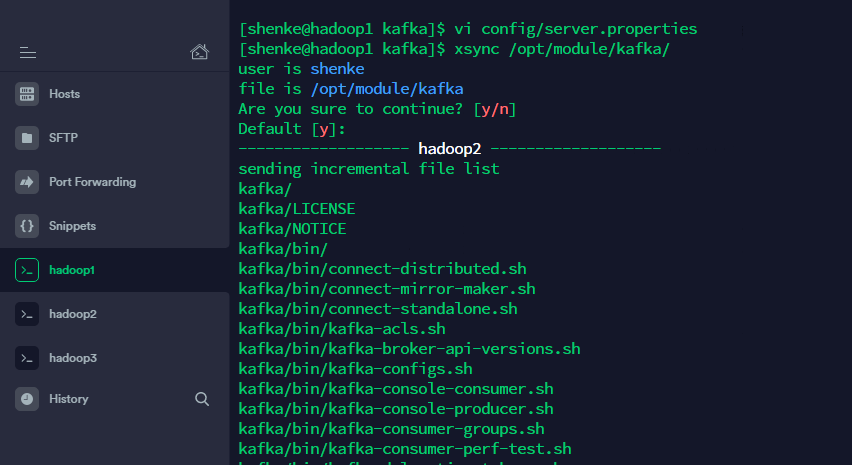 Hosts
SFTP
Port Forwarding
Snippets
hadoop1
hadoop2
hadoop3
History
[shenke@hadoop1 kafka]$ vi config/server.properties
[shenke@hadoop1 kafka]$ xsync /opt/module/kafka/
user is shenke
file is /opt/module/kafka
Are you sure to continue? [y/n]
Default [y]:
------------------- hadoop2 -------------------
sending incremental file list
kafka/
kafka/LICENSE
kafka/NOTICE
kafka/bin/
kafka/bin/connect-distributed.sh
kafka/bin/connect-mirror-maker.sh
kafka/bin/connect-standalone.sh
kafka/bin/kafka-acls.sh
kafka/bin/kafka-broker-api-versions.sh
kafka/bin/kafka-configs.sh
kafka/bin/kafka-console-consumer.sh
kafka/bin/kafka-console-producer.sh
kafka/bin/kafka-consumer-groups.sh
kafka/bin/kafka-consumer-perf-test.sh